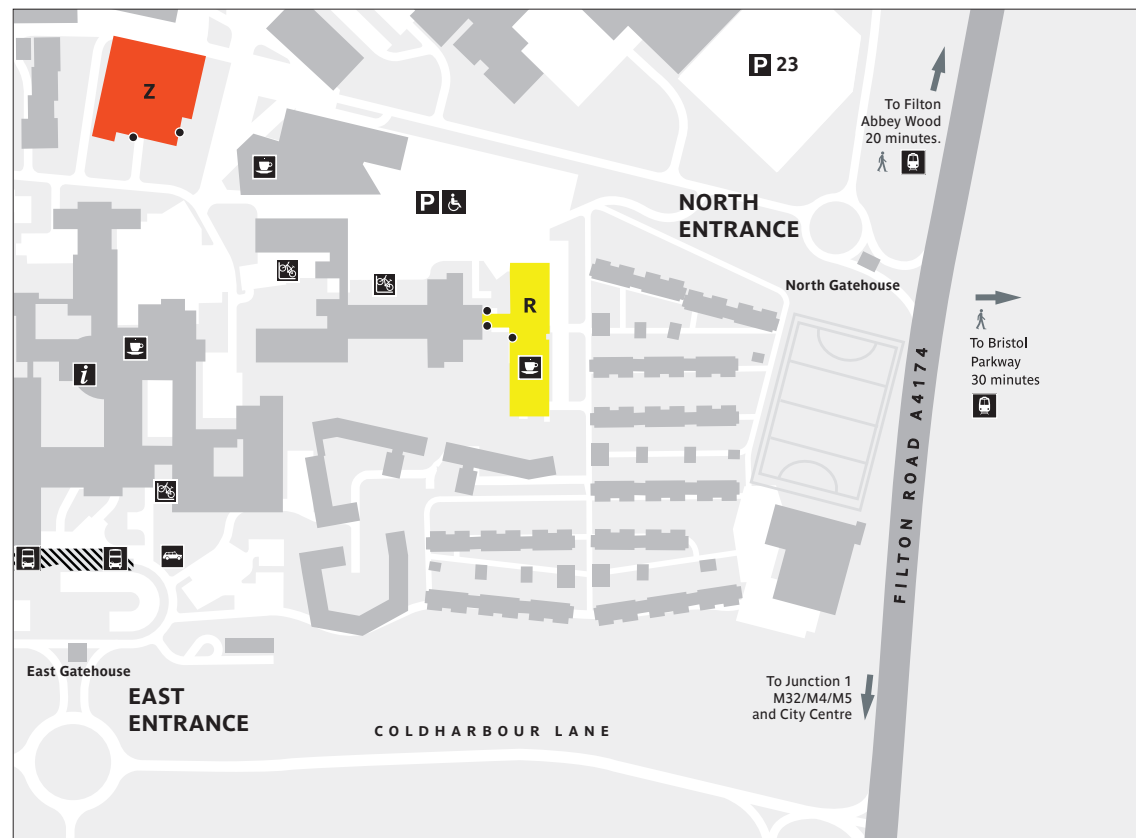 Z
P 23
To Filton
Abbey Wood
20 minutes.
P
NORTH
ENTRANCE
North Gatehouse
R
To Bristol
Parkway
30 minutes
i
FILTON ROAD A4174
East Gatehouse
EAST
ENTRANCE
To Junction 1
M32/M4/M5
and City Centre
COLDHARBOUR LANE